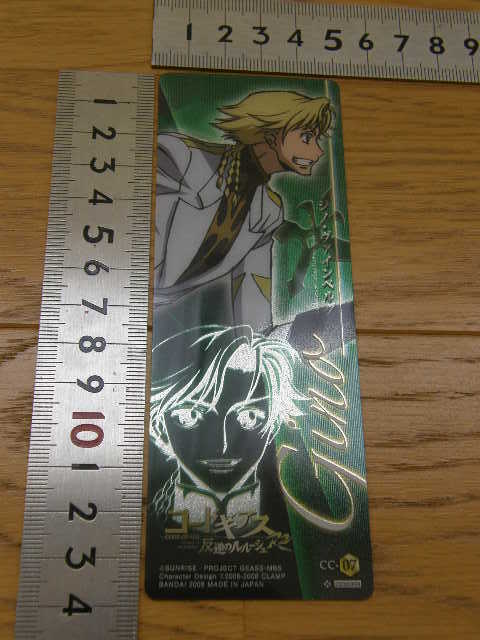 1 2 3 4 5 6 7 8 9
1 2 3 4 5 6 7 8 9 10 1 2 3 4
ジノ・ヴァインベルグ
Gino
コードギアス
反逆のルルーシュR2
©SUNRISE/PROJECT GEASS・MBS
Character Design ©2006-2008 CLAMP
BANDAI 2008 MADE IN JAPAN
CC-07